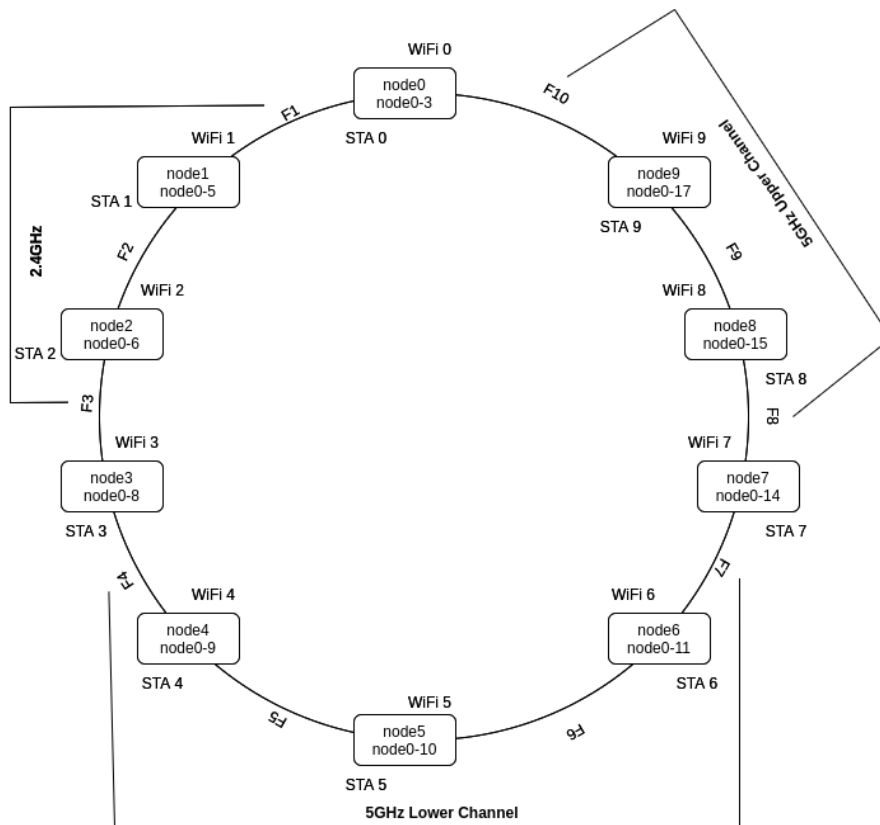 WiFi 0
node0
node0-3
STA 0
F1
F10
WiFi 1
node1
node0-5
STA 1
WiFi 9
node9
node0-17
STA 9
5GHz Upper Channel
2.4GHz
F2
F9
WiFi 2
node2
node0-6
STA 2
WiFi 8
node8
node0-15
STA 8
F3
F8
WiFi 3
node3
node0-8
STA 3
WiFi 7
node7
node0-14
STA 7
F4
F7
WiFi 4
node4
node0-9
STA 4
WiFi 6
node6
node0-11
STA 6
F5
F6
WiFi 5
node5
node0-10
STA 5
5GHz Lower Channel